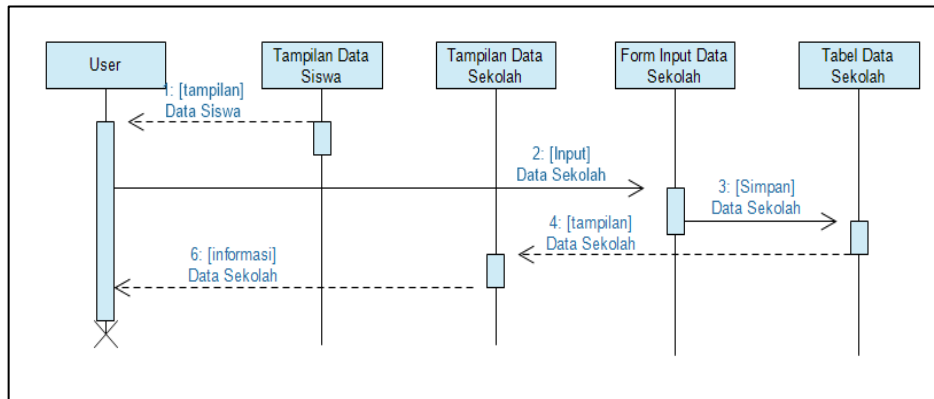 User
Tampilan Data
Siswa
Tampilan Data
Sekolah
Form Input Data
Sekolah
Tabel Data
Sekolah
1: [tampilan]
Data Siswa
2: [Input]
Data Sekolah
3: [Simpan]
Data Sekolah
4: [tampilan]
Data Sekolah
6: [informasi]
Data Sekolah